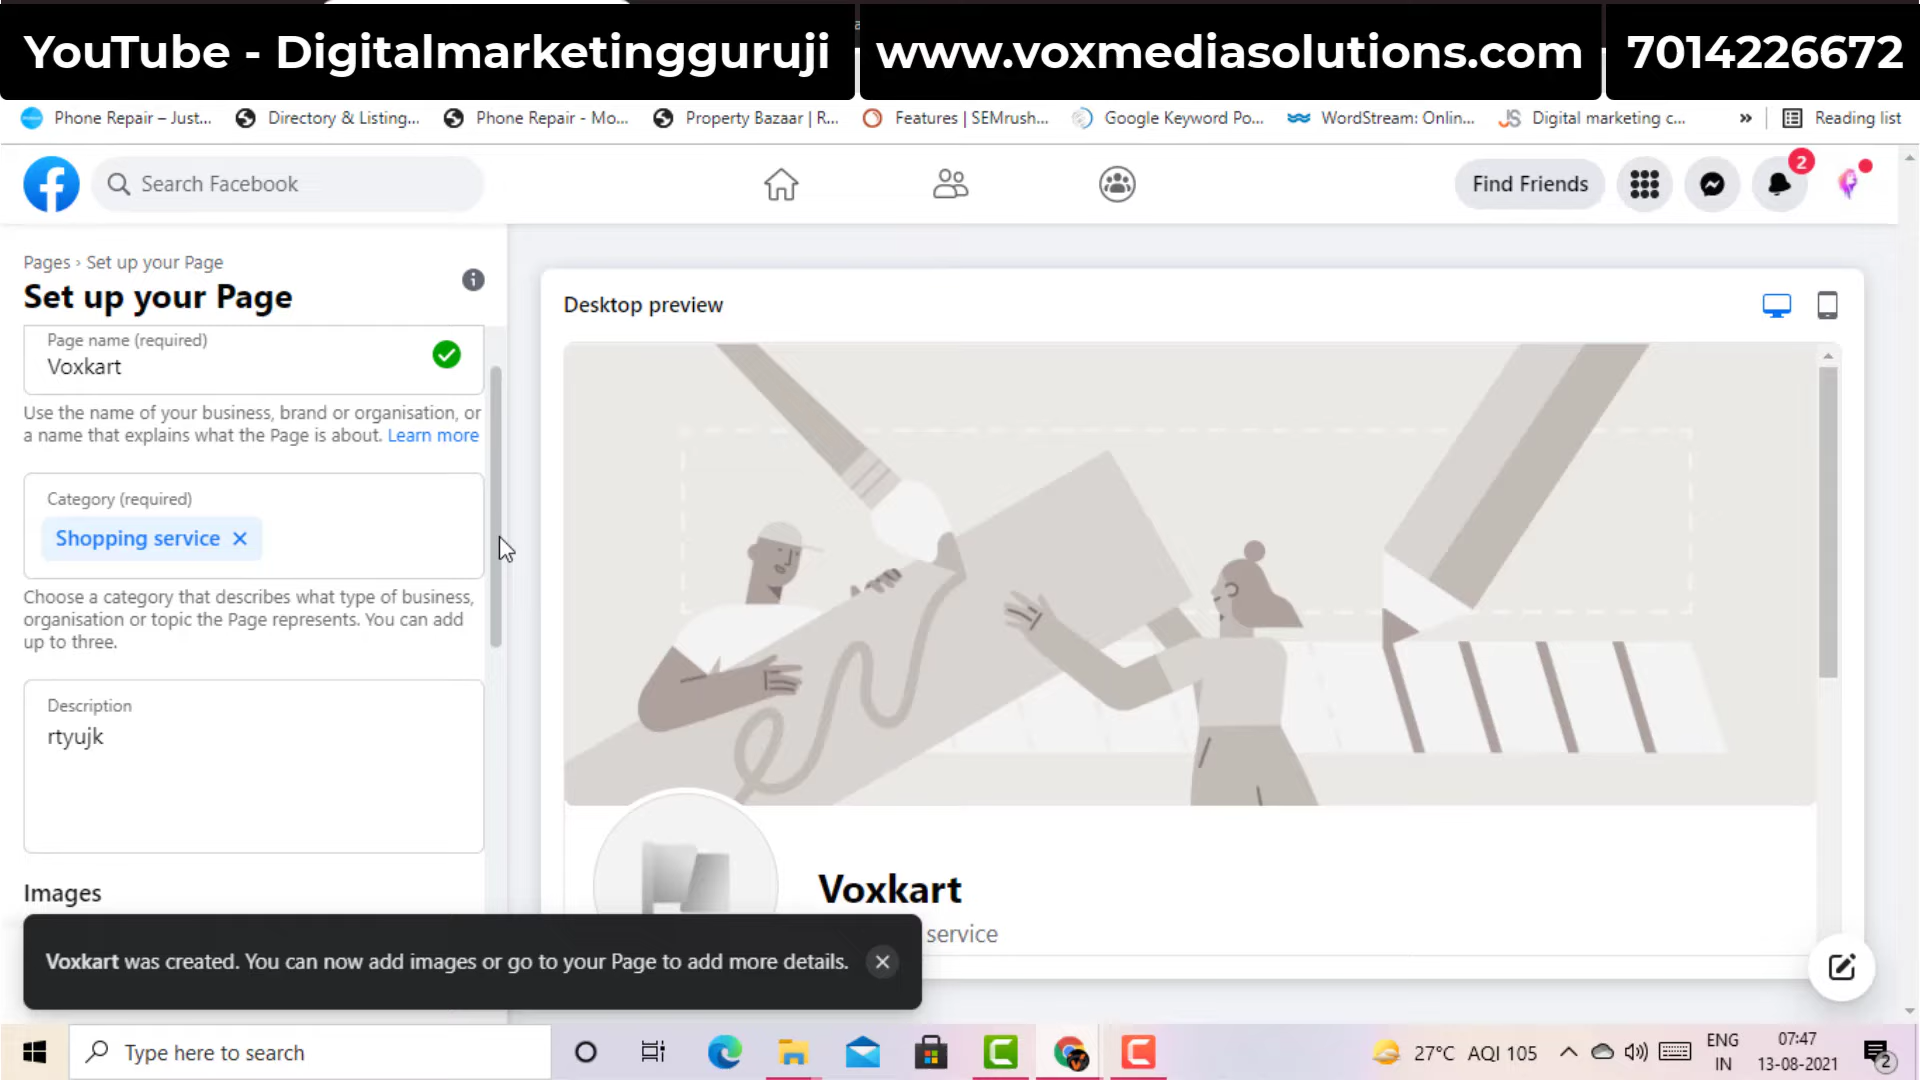 YouTube - Digitalmarketingguruji
www.voxmediasolutions.com
7014226672
Phone Repair – Just...
Directory & Listing...
Phone Repair - Mo...
Property Bazaar | R...
Features | SEMrush...
Google Keyword Po...
WordStream: Onlin...
Digital marketing c...
»
Reading list
Search Facebook
Find Friends
2
Pages › Set up your Page
Set up your Page
Page name (required)
Voxkart
Use the name of your business, brand or organisation, or
a name that explains what the Page is about. Learn more
Category (required)
Shopping service
Choose a category that describes what type of business,
organisation or topic the Page represents. You can add
up to three.
Description
rtyujk
Images
Desktop preview
Voxkart
service
Voxkart was created. You can now add images or go to your Page to add more details.
Type here to search
27°C AQI 105
ENG
IN
07:47
13-08-2021
2